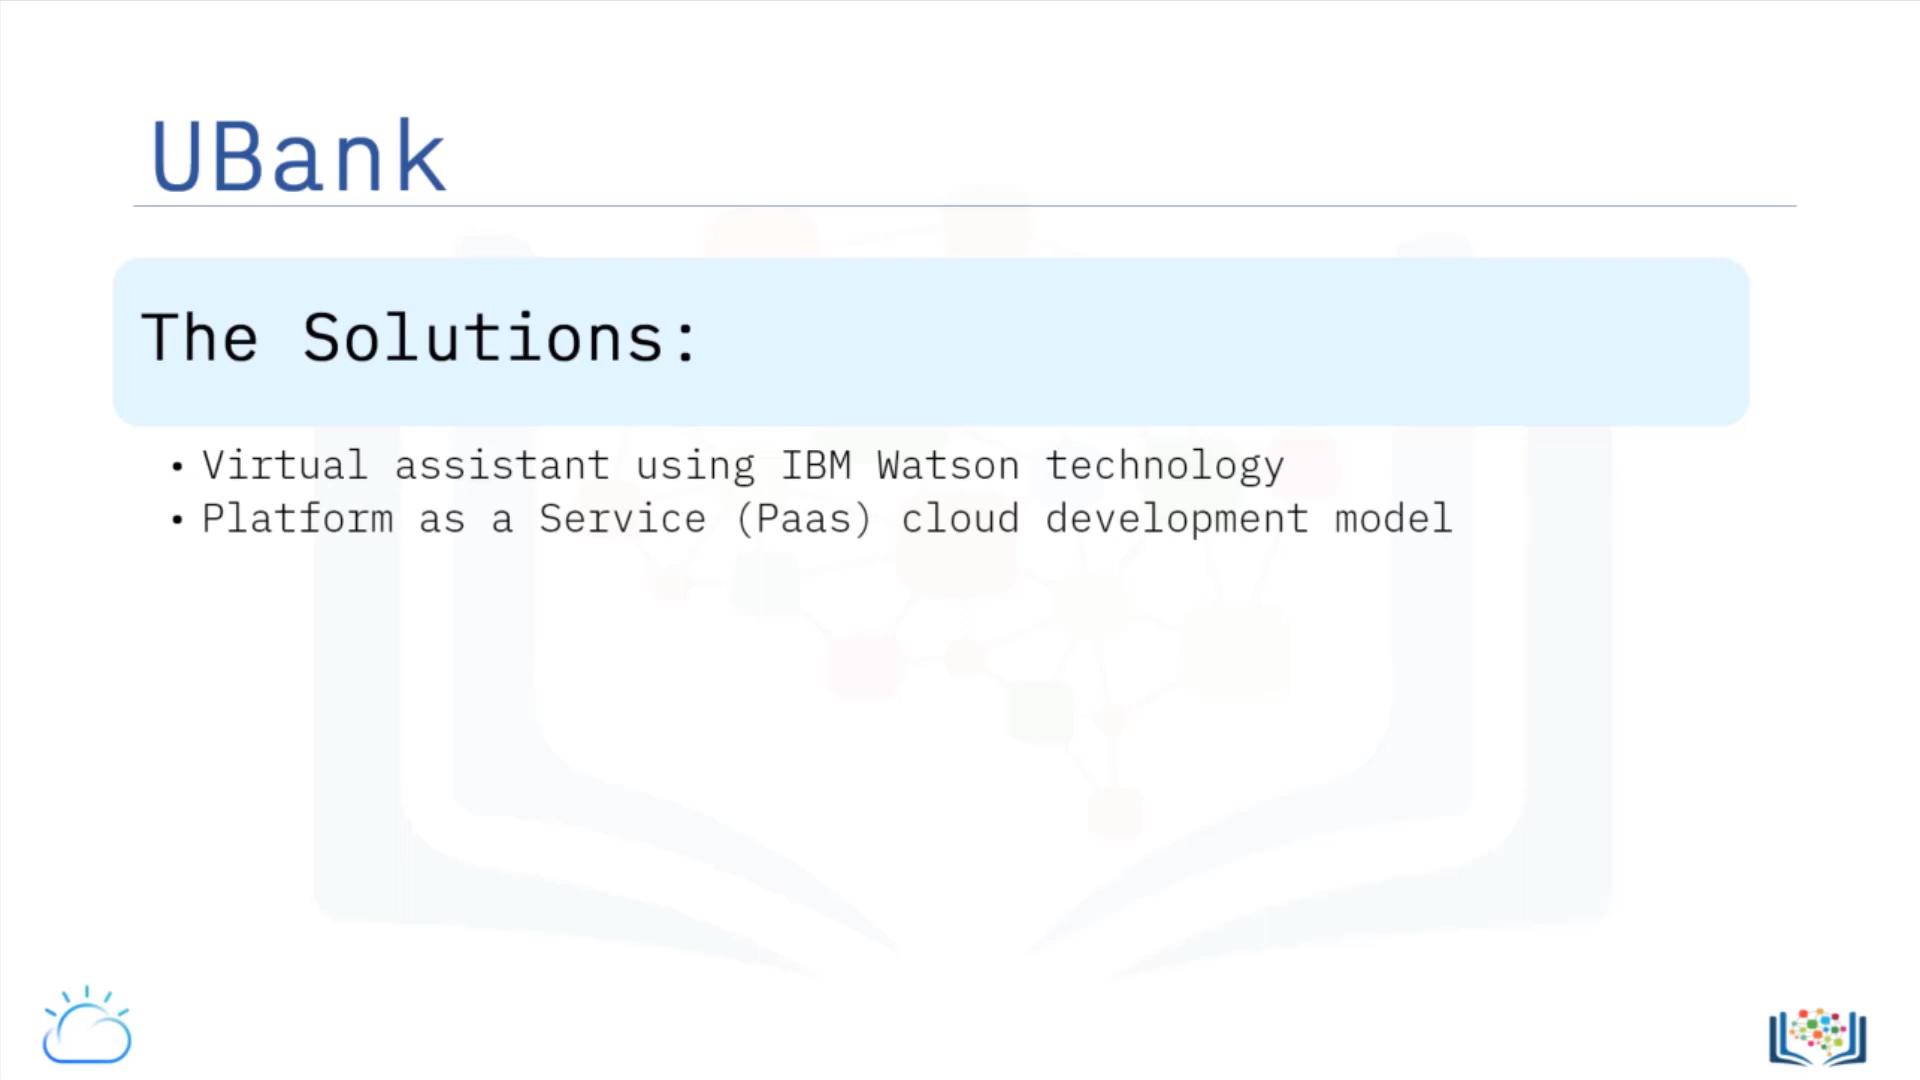 UBank
The Solutions:
• Virtual assistant using IBM Watson technology
• Platform as a Service (Paas) cloud development model